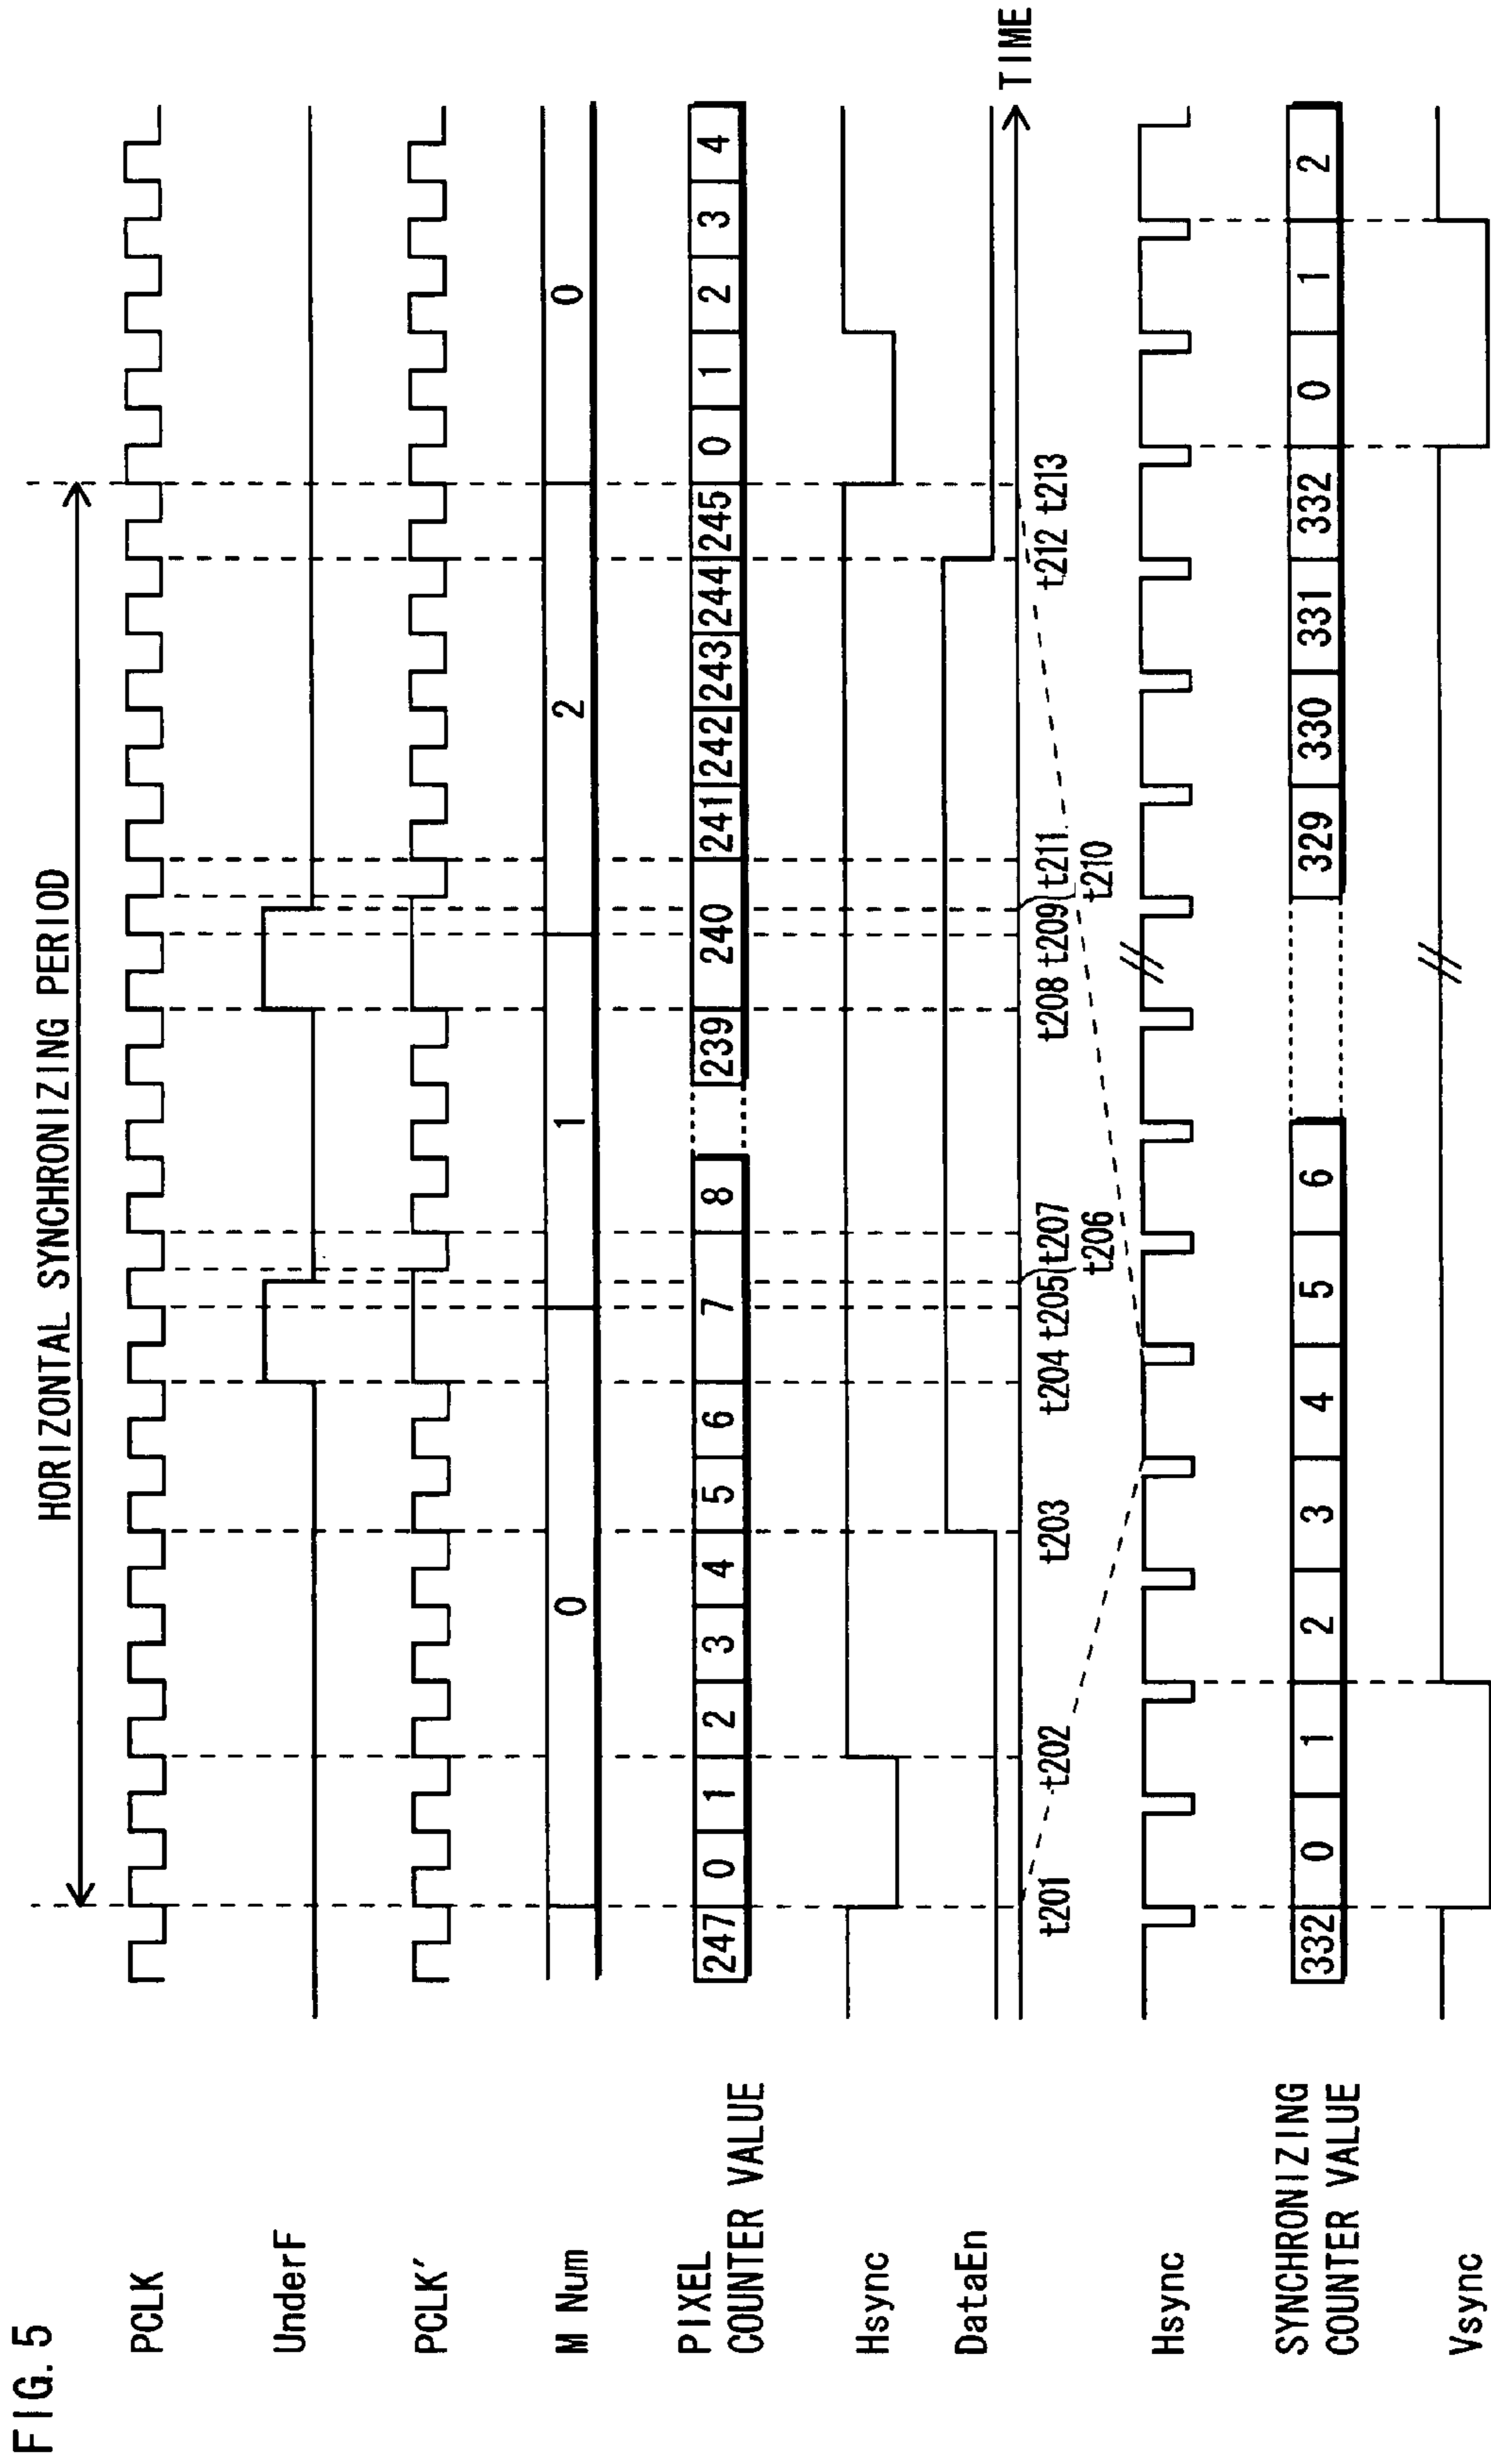 FIG. 5
HORIZONTAL SYNCHRONIZING PERIOD
PCLK
UnderF
PCLK′
M Num
0 1 2 0
PIXEL
COUNTER VALUE
247 0 1 2 3 4 5 6 7 8 239 240 241 242 243 244 245 0 1 2 3 4
Hsync
DataEn
TIME
t201 t202 t203 t204 t205 t207 t208 t209 t211 t212 t213
t206 t210
Hsync
SYNCHRONIZING
COUNTER VALUE
332 0 1 2 3 4 5 6 329 330 331 332 0 1 2
Vsync